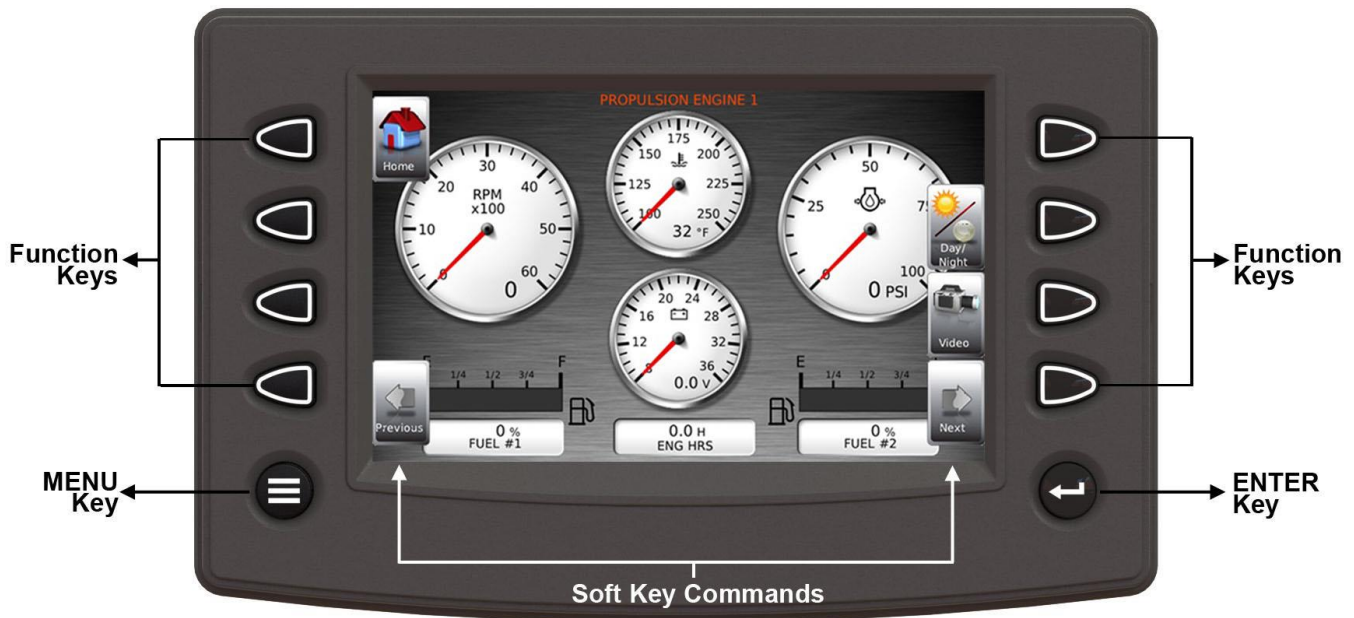 PROPULSION ENGINE 1
Home
0
10
20
30
40
50
60
RPM
x100
0
100
125
150
175
200
225
250
32 °F
0
25
50
100
0 PSI
Day/
Night
Video
8
12
16
20
24
28
32
36
0.0 V
F
1/4 1/2 3/4
0 %
FUEL #1
Previous
0.0 H
ENG HRS
E
1/4 1/2 3/4
0 %
FUEL #2
Next
Function
Keys
Function
Keys
MENU
Key
ENTER
Key
Soft Key Commands